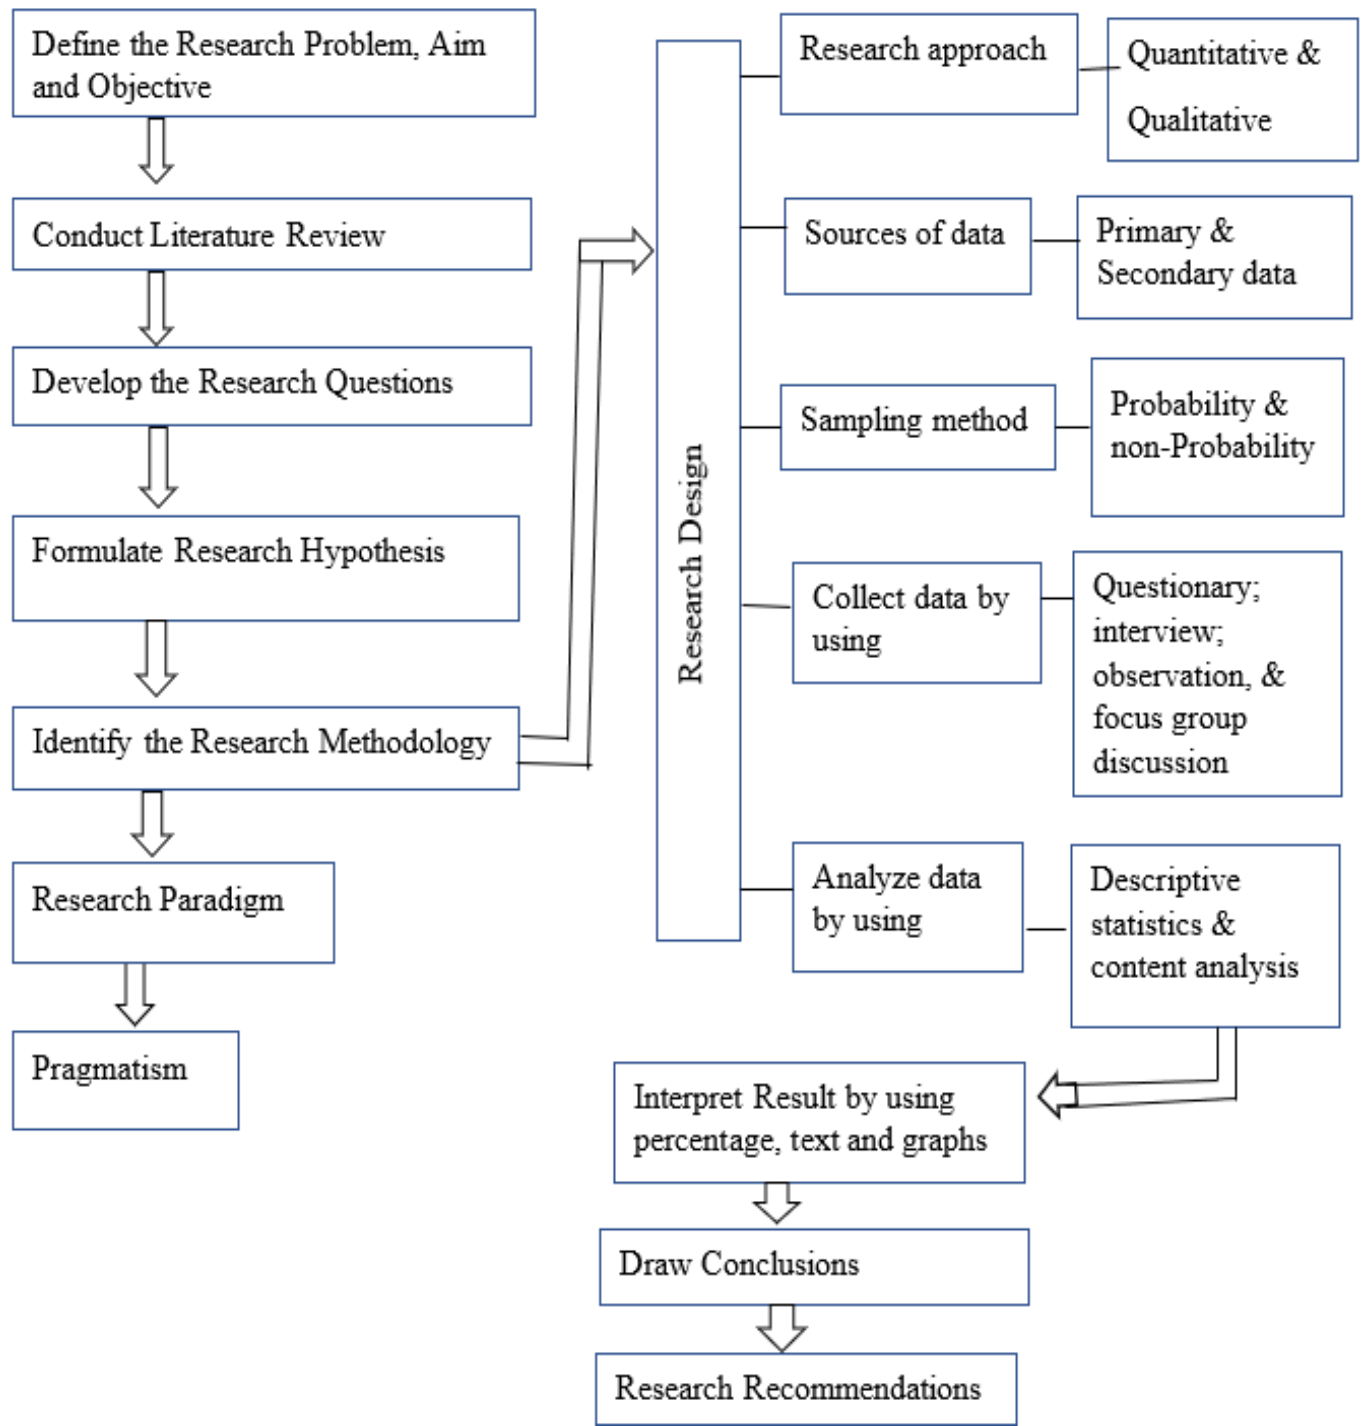 Define the Research Problem, Aim
and Objective
Conduct Literature Review
Develop the Research Questions
Formulate Research Hypothesis
Identify the Research Methodology
Research Paradigm
Pragmatism
Research Design
Research approach
Quantitative &
Qualitative
Sources of data
Primary &
Secondary data
Sampling method
Probability &
non-Probability
Collect data by
using
Questionary;
interview;
observation, &
focus group
discussion
Analyze data
by using
Descriptive
statistics &
content analysis
Interpret Result by using
percentage, text and graphs
Draw Conclusions
Research Recommendations